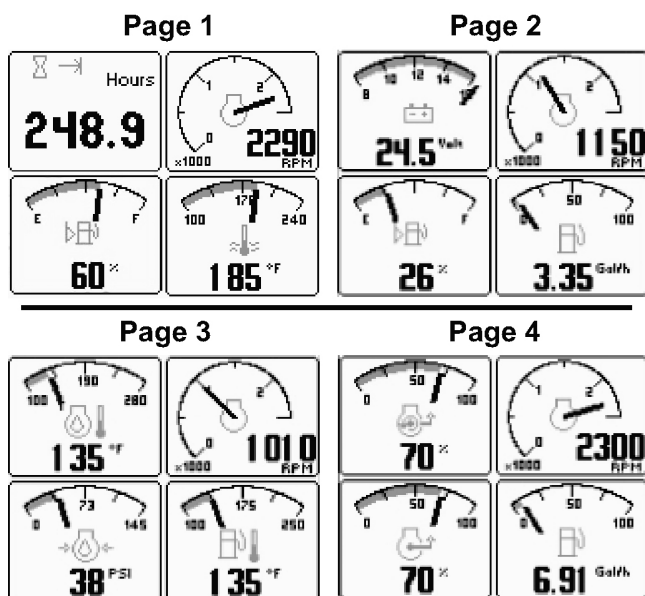 Page 1
Page 2
Hours
248.9
1
2
0
x1000
2290
RPM
8
10
12
14
16
24.5 Volt
1
2
0
x1000
1150
RPM
E
F
60 %
100
175
240
185 °F
E
F
26 %
0
50
100
3.35 Gal/h
Page 3
Page 4
100
190
280
135 °F
1
2
0
x1000
1010
RPM
0
50
100
70 %
1
2
0
x1000
2300
RPM
0
73
145
38 PSI
100
175
250
135 °F
0
50
100
70 %
0
50
100
6.91 Gal/h